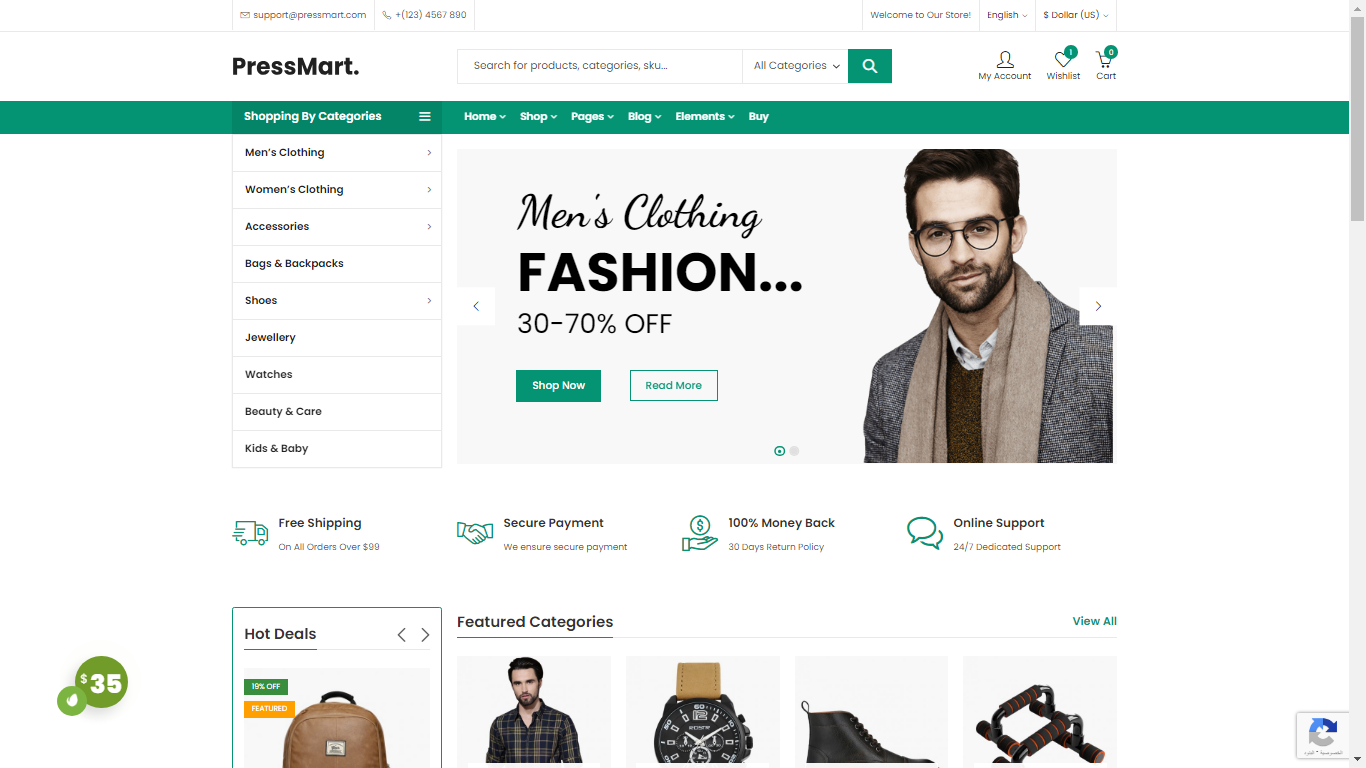 support@pressmart.com
+(123) 4567 890
Welcome to Our Store!
English
$ Dollar (US)
PressMart.
Search for products, categories, sku...
All Categories
My Account
1
Wishlist
0
Cart
Shopping By Categories
Home
Shop
Pages
Blog
Elements
Buy
Men's Clothing
Women's Clothing
Accessories
Bags & Backpacks
Shoes
Jewellery
Watches
Beauty & Care
Kids & Baby
Men's Clothing
FASHION...
30-70% OFF
Shop Now
Read More
Free Shipping
On All Orders Over $99
Secure Payment
We ensure secure payment
100% Money Back
30 Days Return Policy
Online Support
24/7 Dedicated Support
Hot Deals
19% OFF
FEATURED
Featured Categories
View All
$35
60
10
50
الخصوصية - البنود